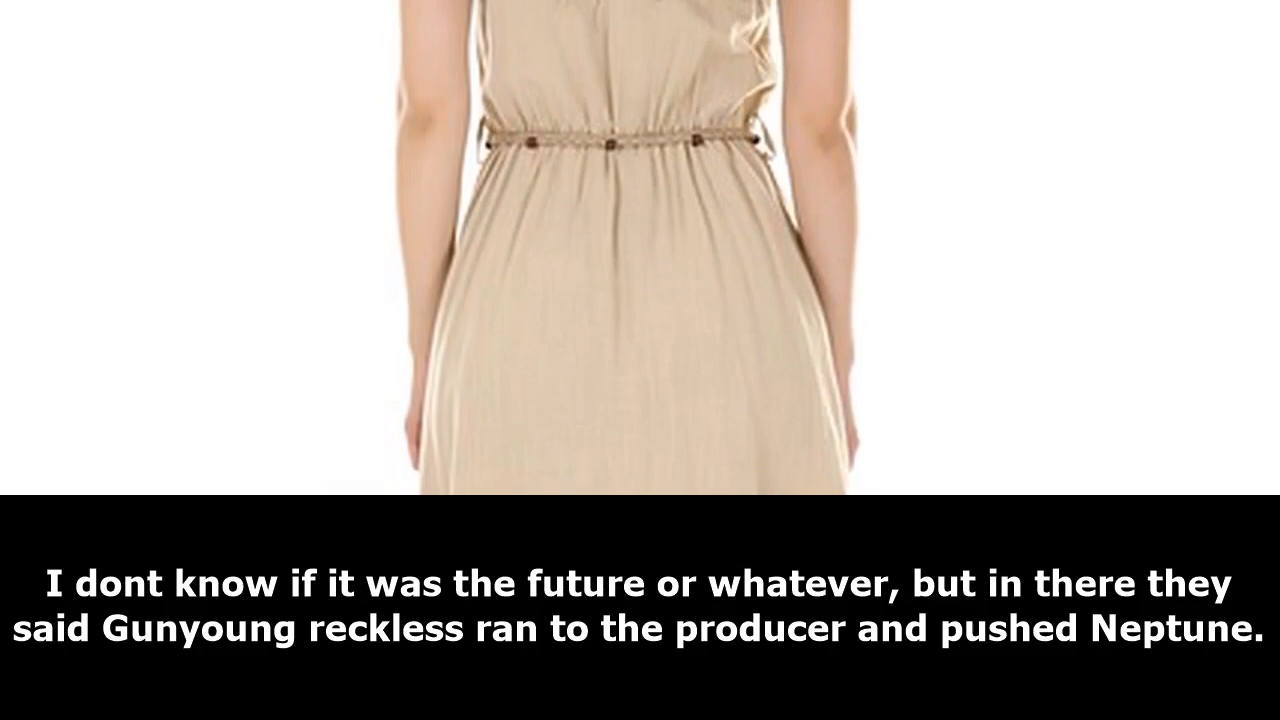 I dont know if it was the future or whatever, but in there they
said Gunyoung reckless ran to the producer and pushed Neptune.